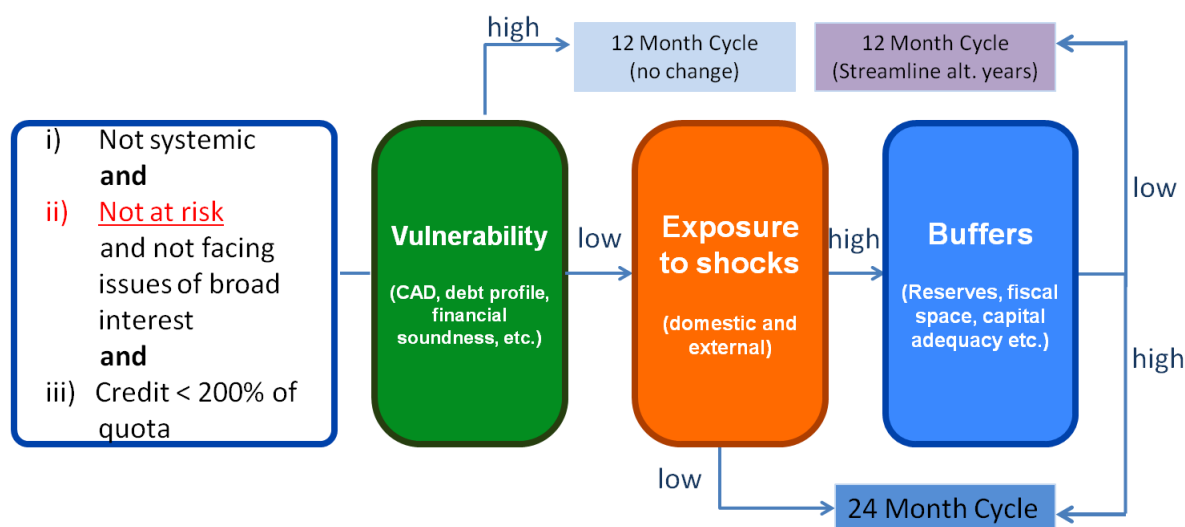 high
12 Month Cycle
(no change)
12 Month Cycle
(Streamline alt. years)
i) Not systemic
and
ii) Not at risk
and not facing
issues of broad
interest
and
iii) Credit < 200% of
quota
Vulnerability
(CAD, debt profile,
financial
soundness, etc.)
low
Exposure
to shocks
(domestic and
external)
high
Buffers
(Reserves, fiscal
space, capital
adequacy etc.)
low
high
low
24 Month Cycle